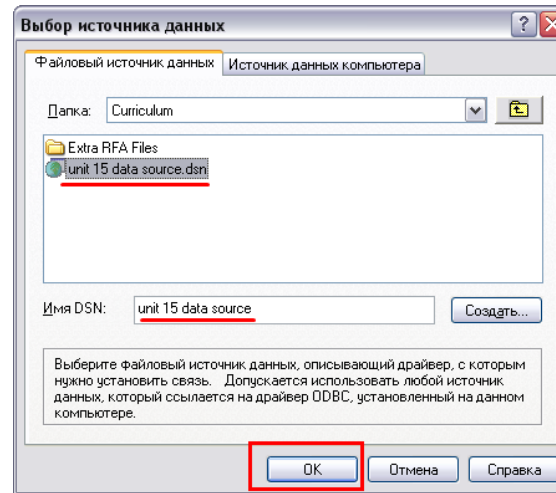 Выбор источника данных
Файловый источник данных
Источник данных компьютера
Папка:
Curriculum
Extra RFA Files
unit 15 data source.dsn
Имя DSN:
unit 15 data source
Создать...
Выберите файловый источник данных, описывающий драйвер, с которым
нужно установить связь. Допускается использовать любой источник
данных, который ссылается на драйвер ODBC, установленный на данном
компьютере.
OK
Отмена
Справка